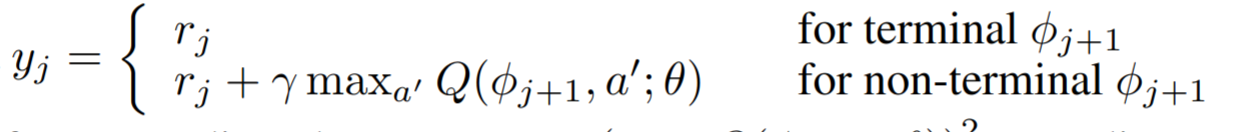 y_j = { r_j for terminal ϕ_{j+1}
r_j + γ max_{a′} Q(ϕ_{j+1}, a′; θ) for non-terminal ϕ_{j+1}